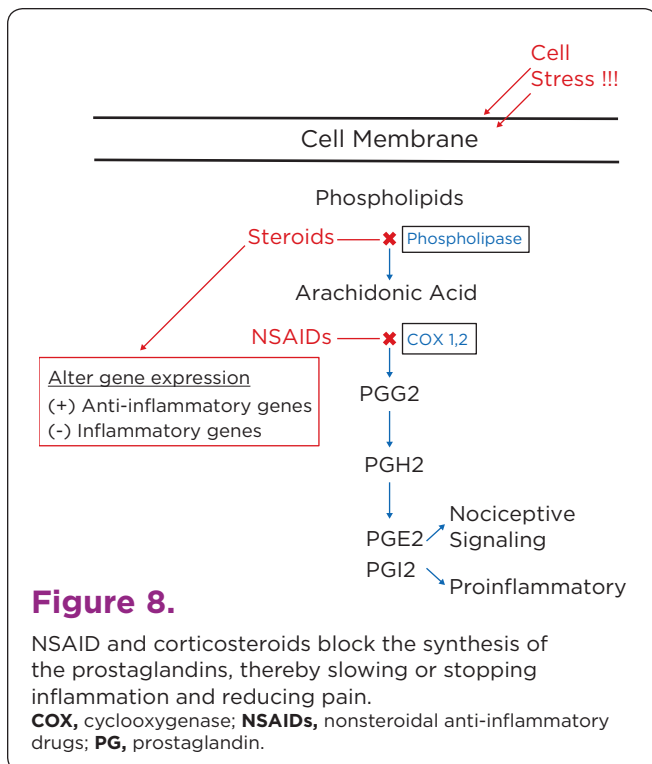 Cell
Stress !!!
Cell Membrane
Phospholipids
Steroids
Phospholipase
Arachidonic Acid
NSAIDs
COX 1,2
Alter gene expression
(+) Anti-inflammatory genes
(-) Inflammatory genes
PGG2
PGH2
PGE2
PGI2
Nociceptive
Signaling
Proinflammatory
Figure 8.
NSAID and corticosteroids block the synthesis of
the prostaglandins, thereby slowing or stopping
inflammation and reducing pain.
COX, cyclooxygenase; NSAIDs, nonsteroidal anti-inflammatory
drugs; PG, prostaglandin.